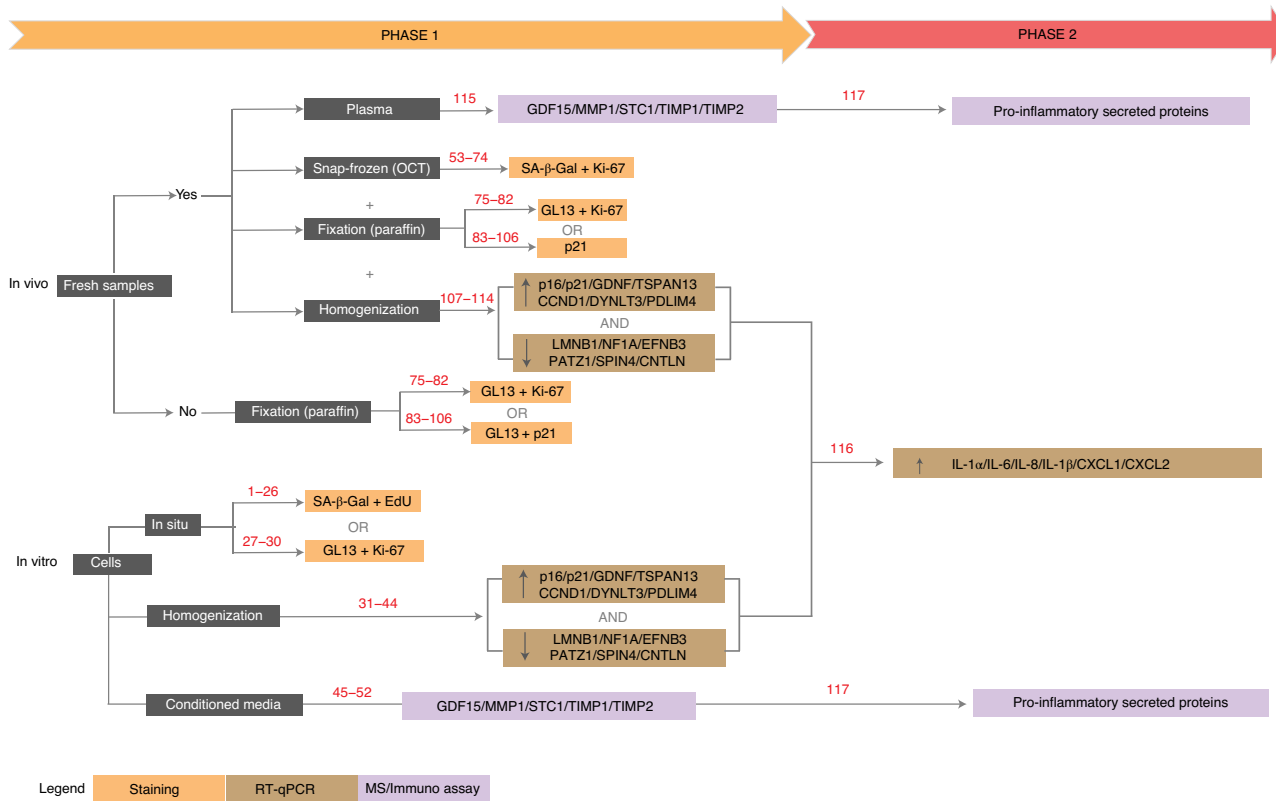 PHASE 1
PHASE 2
Plasma
115
GDF15/MMP1/STC1/TIMP1/TIMP2
117
Pro-inflammatory secreted proteins
Snap-frozen (OCT)
53–74
SA-β-Gal + Ki-67
Yes
+
Fixation (paraffin)
75–82
GL13 + Ki-67
OR
83–106
p21
+
In vivo
Fresh samples
Homogenization
107–114
p16/p21/GDNF/TSPAN13
CCND1/DYNLT3/PDLIM4
AND
LMNB1/NF1A/EFNB3
PATZ1/SPIN4/CNTLN
No
Fixation (paraffin)
75–82
GL13 + Ki-67
OR
83–106
GL13 + p21
116
IL-1α/IL-6/IL-8/IL-1β/CXCL1/CXCL2
In situ
1–26
SA-β-Gal + EdU
OR
27–30
GL13 + Ki-67
In vitro
Cells
Homogenization
31–44
p16/p21/GDNF/TSPAN13
CCND1/DYNLT3/PDLIM4
AND
LMNB1/NF1A/EFNB3
PATZ1/SPIN4/CNTLN
Conditioned media
45–52
GDF15/MMP1/STC1/TIMP1/TIMP2
117
Pro-inflammatory secreted proteins
Legend
Staining
RT-qPCR
MS/Immuno assay